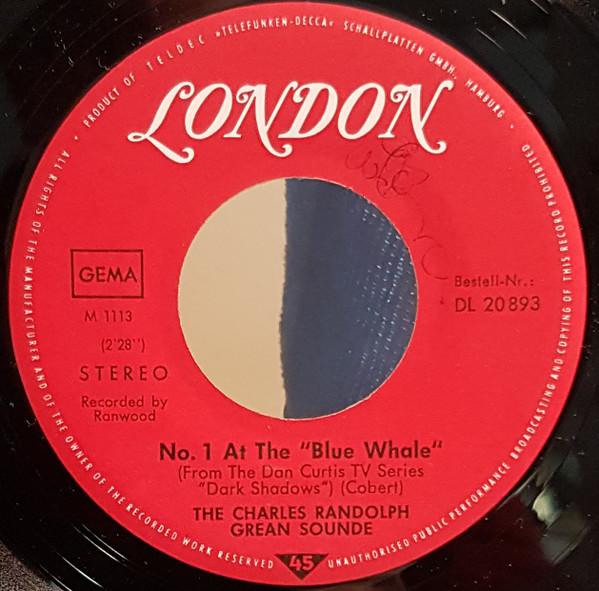 ALL RIGHTS OF THE MANUFACTURER AND OF THE OWNER OF THE RECORDED WORK RESERVED
• PRODUCT OF TELDEC »TELEFUNKEN-DECCA« SCHALLPLATTEN GMBH., HAMBURG •
UNAUTHORISED PUBLIC PERFORMANCE BROADCASTING AND COPYING OF THIS RECORD PROHIBITED
LONDON
GEMA
M 1113
(2'28'')
STEREO
Recorded by
Ranwood
Bestell-Nr.:
DL 20 893
No. 1 At The "Blue Whale"
(From The Dan Curtis TV Series
"Dark Shadows") (Cobert)
THE CHARLES RANDOLPH
GREAN SOUNDE
45